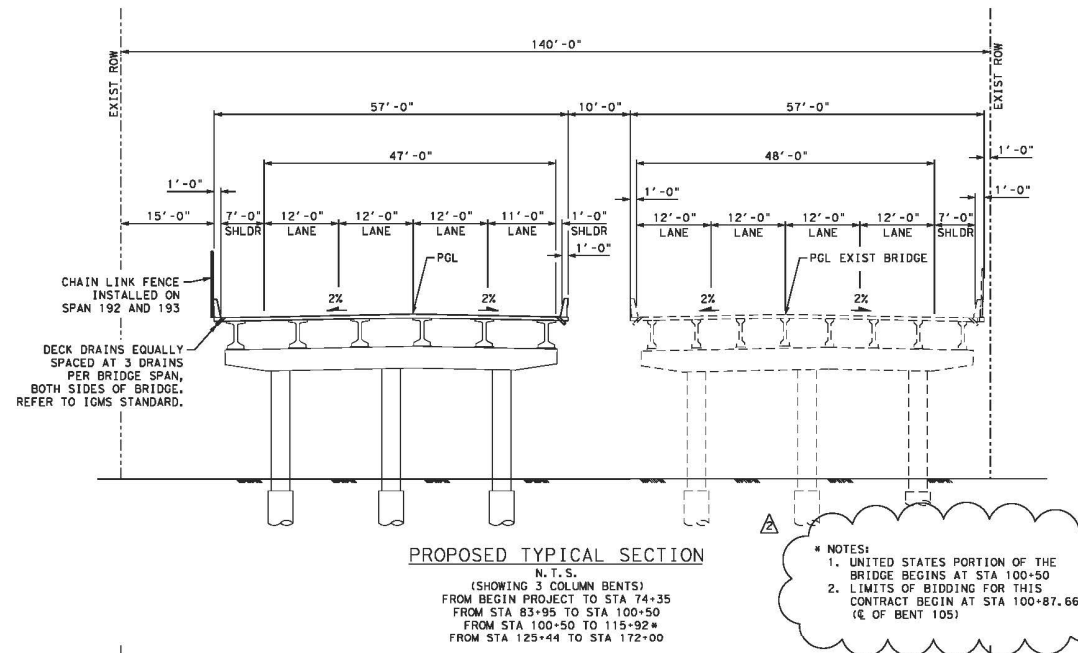 140'-0"
EXIST ROW
EXIST ROW
57'-0"
10'-0"
57'-0"
47'-0"
48'-0"
1'-0"
1'-0"
1'-0"
1'-0"
15'-0"
7'-0"
SHLDR
12'-0"
LANE
12'-0"
LANE
12'-0"
LANE
11'-0"
LANE
1'-0"
SHLDR
1'-0"
12'-0"
LANE
12'-0"
LANE
12'-0"
LANE
12'-0"
LANE
7'-0"
SHLDR
PGL
PGL EXIST BRIDGE
2%
2%
2%
2%
CHAIN LINK FENCE
INSTALLED ON
SPAN 192 AND 193
DECK DRAINS EQUALLY
SPACED AT 3 DRAINS
PER BRIDGE SPAN,
BOTH SIDES OF BRIDGE.
REFER TO IGMS STANDARD.
PROPOSED TYPICAL SECTION
N.T.S.
(SHOWING 3 COLUMN BENTS)
FROM BEGIN PROJECT TO STA 74+35
FROM STA 83+95 TO STA 100+50
FROM STA 100+50 TO 115+92*
FROM STA 125+44 TO STA 172+00
2
* NOTES:
1. UNITED STATES PORTION OF THE
BRIDGE BEGINS AT STA 100+50
2. LIMITS OF BIDDING FOR THIS
CONTRACT BEGIN AT STA 100+87.66
(℄ OF BENT 105)